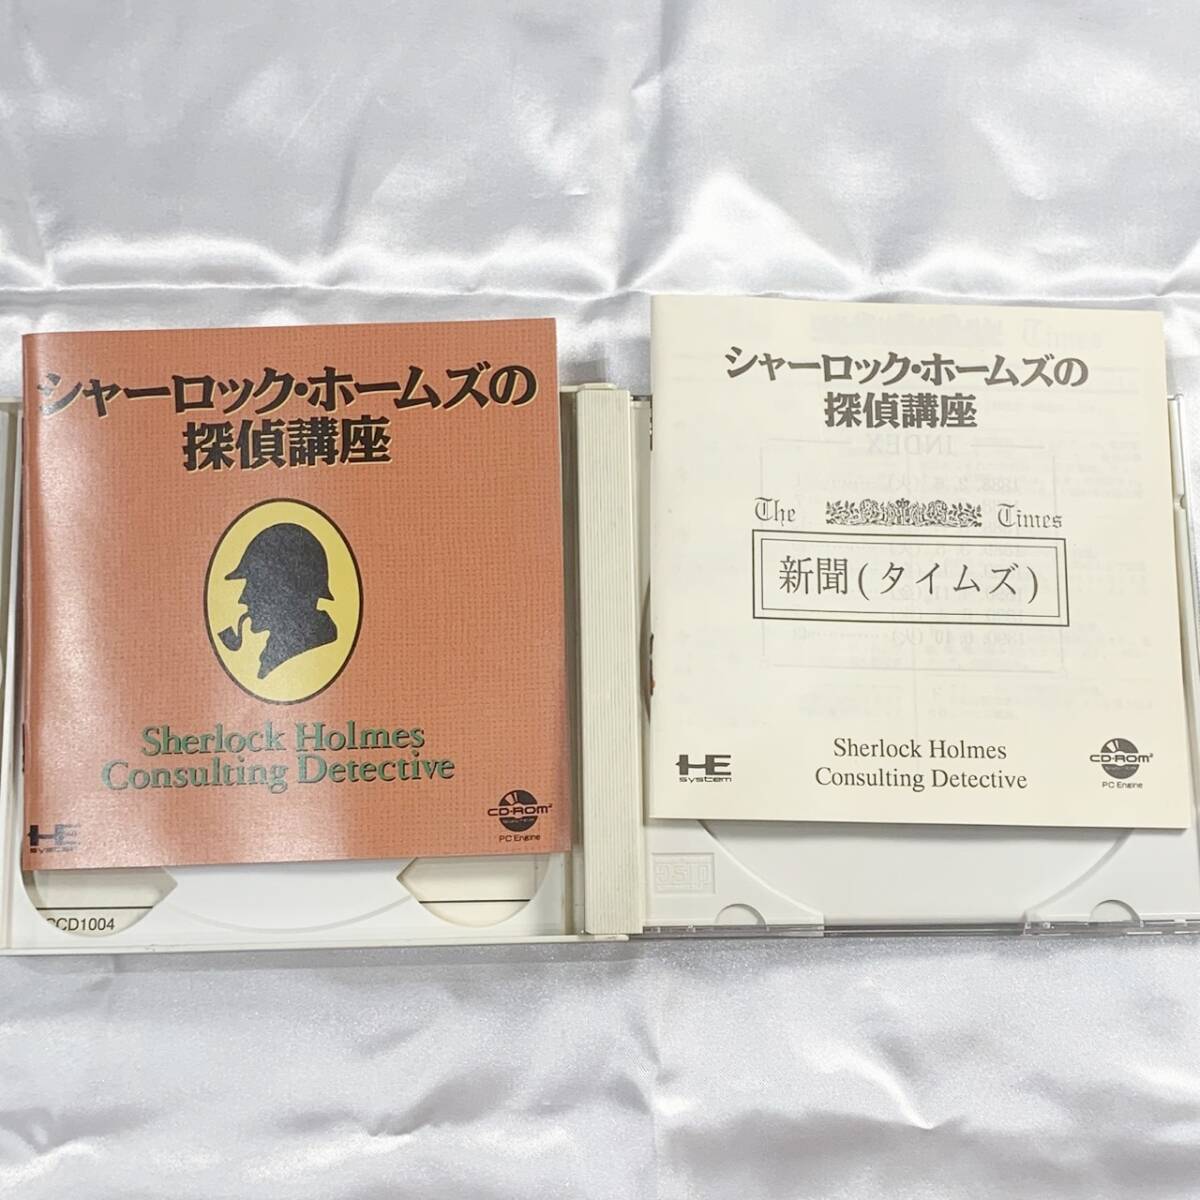 シャーロック・ホームズの
探偵講座
Sherlock Holmes
Consulting Detective
HE
system
CD-ROM²
PC Engine
CD1004
シャーロック・ホームズの
探偵講座
The Times
新聞(タイムズ)
Sherlock Holmes
Consulting Detective
HE
system
CD-ROM²
PC Engine
INDEX